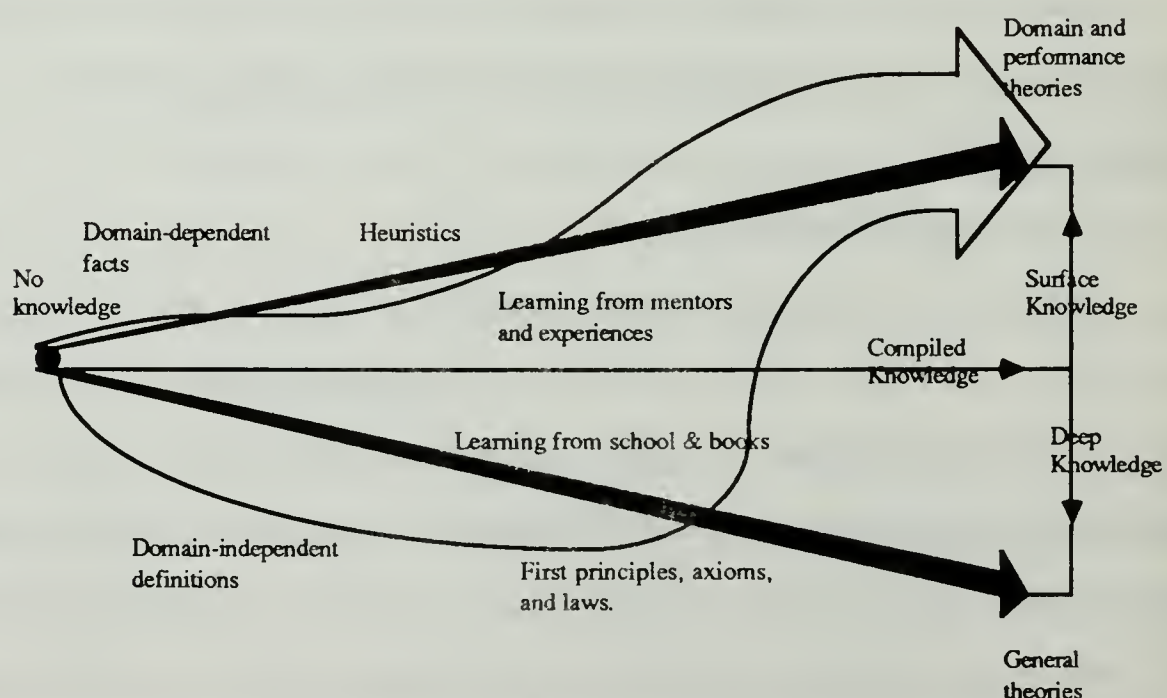 Domain and
performance
theories
Domain-dependent
facts
Heuristics
No
knowledge
Learning from mentors
and experiences
Surface
Knowledge
Compiled
Knowledge
Learning from school & books
Deep
Knowledge
Domain-independent
definitions
First principles, axioms,
and laws.
General
theories